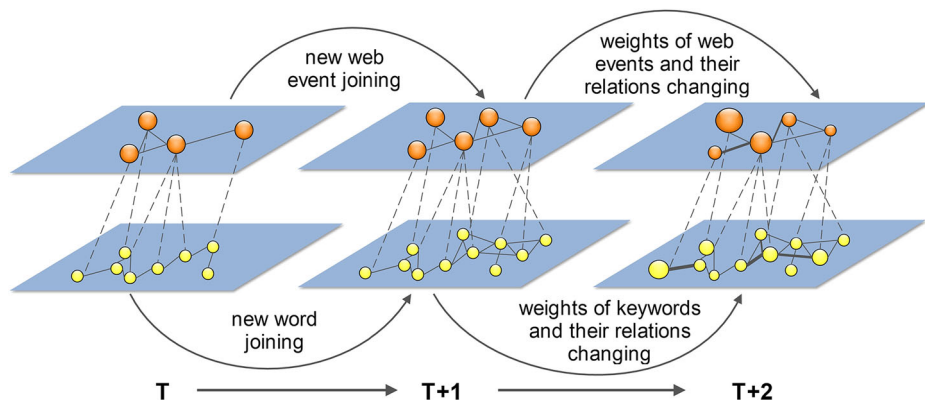 new web
event joining
weights of web
events and their
relations changing
new word
joining
weights of keywords
and their relations
changing
T
T+1
T+2